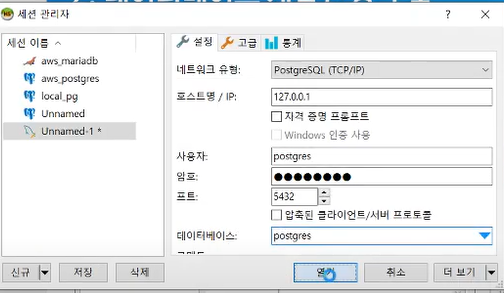 세션 관리자
세션 이름
aws_mariadb
aws_postgres
local_pg
Unnamed
Unnamed-1 *
설정
고급
통계
네트워크 유형:
PostgreSQL (TCP/IP)
호스트명 / IP:
127.0.0.1
자격 증명 프롬프트
Windows 인증 사용
사용자:
postgres
암호:
●●●●●●●●
포트:
5432
압축된 클라이언트/서버 프로토콜
데이터베이스:
postgres
신규
저장
삭제
취소
더 보기